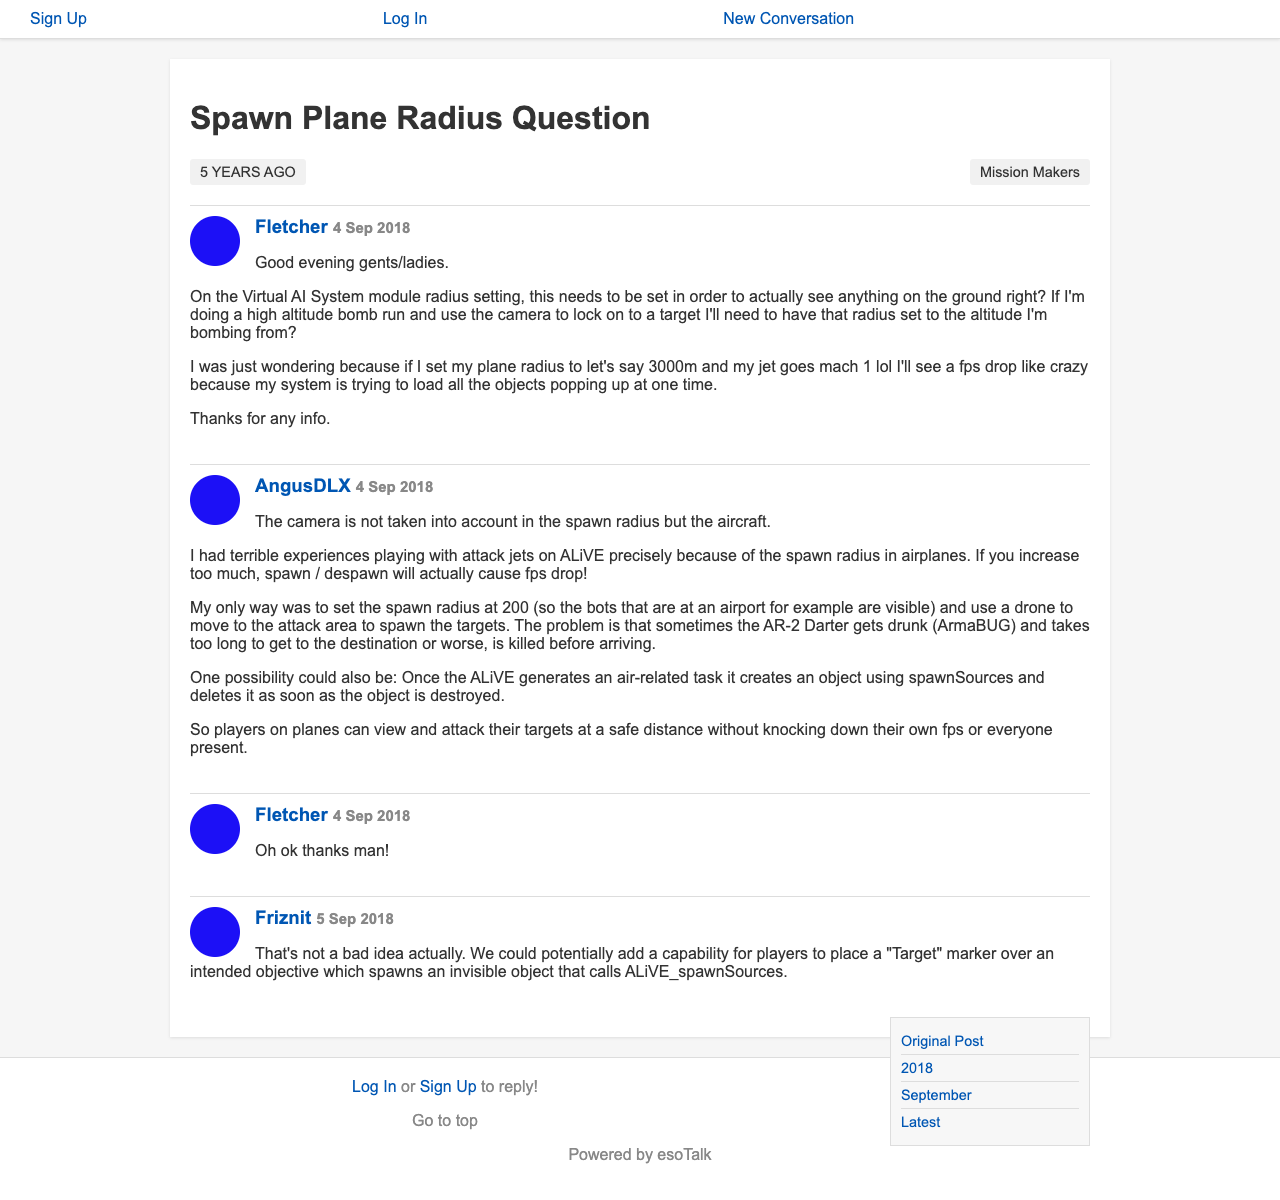 Sign Up
Log In
New Conversation
Spawn Plane Radius Question
5 YEARS AGO
Mission Makers
Fletcher 4 Sep 2018
Good evening gents/ladies.
On the Virtual AI System module radius setting, this needs to be set in order to actually see anything on the ground right? If I'm
doing a high altitude bomb run and use the camera to lock on to a target I'll need to have that radius set to the altitude I'm
bombing from?
I was just wondering because if I set my plane radius to let's say 3000m and my jet goes mach 1 lol I'll see a fps drop like crazy
because my system is trying to load all the objects popping up at one time.
Thanks for any info.
AngusDLX 4 Sep 2018
The camera is not taken into account in the spawn radius but the aircraft.
I had terrible experiences playing with attack jets on ALiVE precisely because of the spawn radius in airplanes. If you increase
too much, spawn / despawn will actually cause fps drop!
My only way was to set the spawn radius at 200 (so the bots that are at an airport for example are visible) and use a drone to
move to the attack area to spawn the targets. The problem is that sometimes the AR-2 Darter gets drunk (ArmaBUG) and takes
too long to get to the destination or worse, is killed before arriving.
One possibility could also be: Once the ALiVE generates an air-related task it creates an object using spawnSources and
deletes it as soon as the object is destroyed.
So players on planes can view and attack their targets at a safe distance without knocking down their own fps or everyone
present.
Fletcher 4 Sep 2018
Oh ok thanks man!
Friznit 5 Sep 2018
That's not a bad idea actually. We could potentially add a capability for players to place a "Target" marker over an
intended objective which spawns an invisible object that calls ALiVE_spawnSources.
Original Post
2018
September
Latest
Log In or Sign Up to reply!
Go to top
Powered by esoTalk